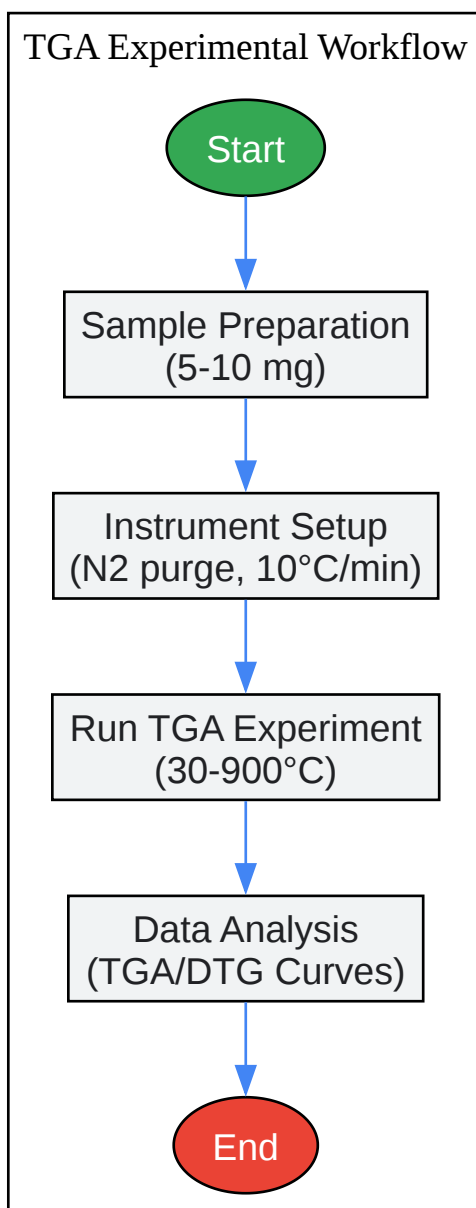 TGA Experimental Workflow
Start
Sample Preparation
(5-10 mg)
Instrument Setup
(N2 purge, 10°C/min)
Run TGA Experiment
(30-900°C)
Data Analysis
(TGA/DTG Curves)
End